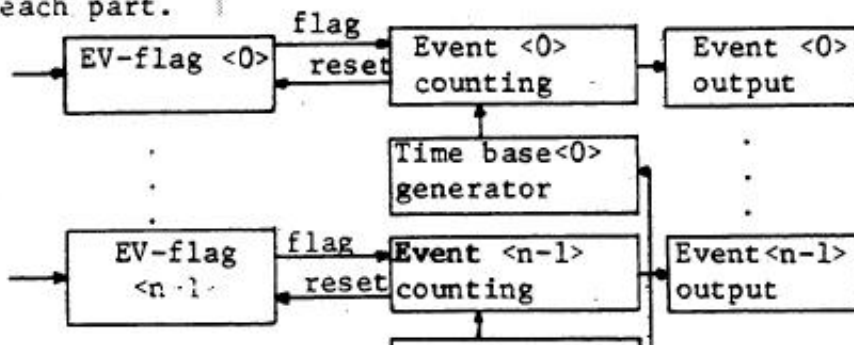 each part.
flag
EV-flag <0>
reset
Event <0>
counting
Event <0>
output
Time base<0>
generator
EV-flag
flag
reset
Event <n-1>
counting
Event<n-1>
output